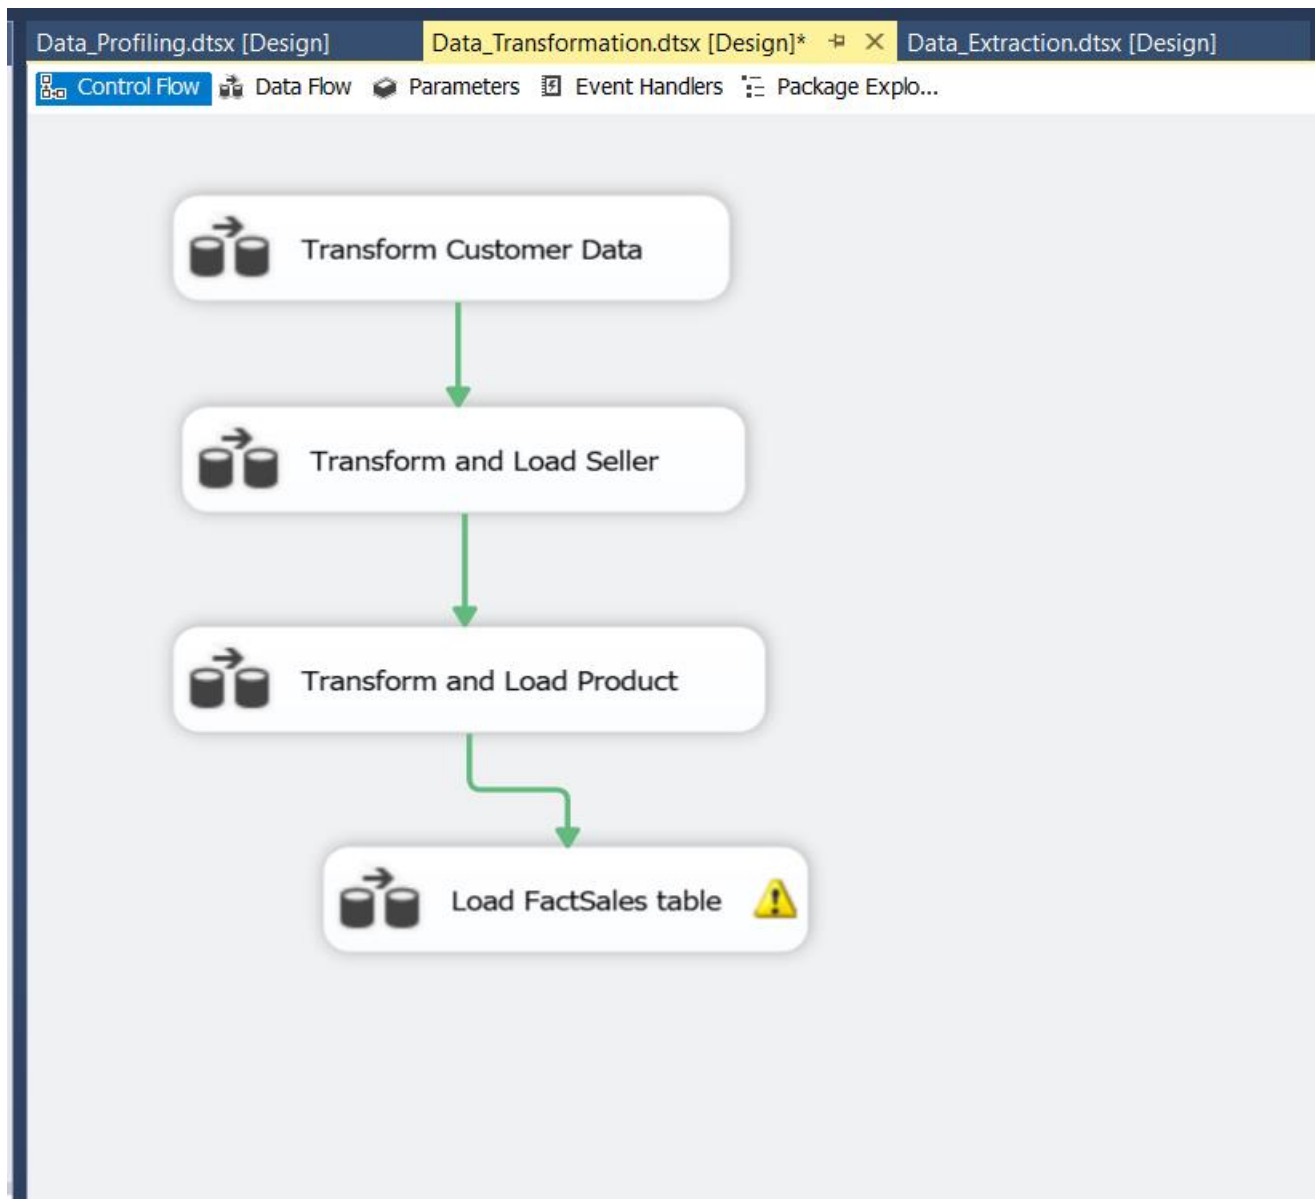 Data_Profiling.dtsx [Design] Data_Transformation.dtsx [Design]* Data_Extraction.dtsx [Design]
Control Flow Data Flow Parameters Event Handlers Package Explo...
Transform Customer Data
Transform and Load Seller
Transform and Load Product
Load FactSales table